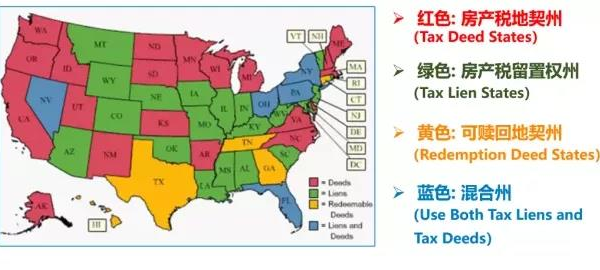 MT
ND
VT
NH
ME
WA
OR
ID
SD
WY
WI
MI
NY
MA
RI
CT
NJ
DE
MD
DC
NV
UT
CO
NE
IA
IL
IN
OH
PA
KS
MO
KY
VA
CA
AZ
NM
OK
AR
TN
NC
SC
TX
LA
MS
AL
GA
FL
AK
HI
= Deeds
= Liens
= Redeemable
Deeds
= Liens and
Deeds
红色: 房产税地契州
(Tax Deed States)
绿色: 房产税留置权州
(Tax Lien States)
黄色: 可赎回地契州
(Redemption Deed States)
蓝色: 混合州
(Use Both Tax Liens and
Tax Deeds)